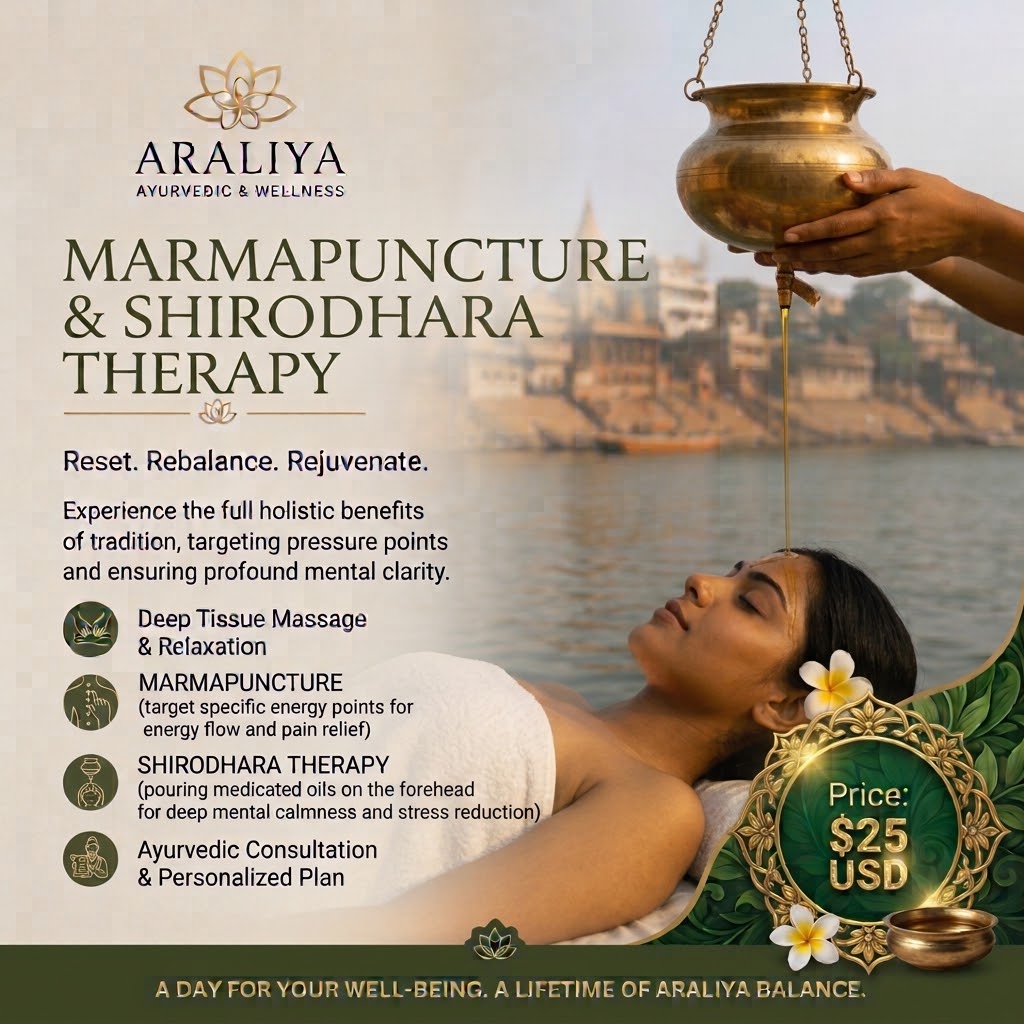 ARALIYA
AYURVEDIC & WELLNESS
MARMAPUNCTURE
& SHIRODHARA
THERAPY
Reset. Rebalance. Rejuvenate.
Experience the full holistic benefits
of tradition, targeting pressure points
and ensuring profound mental clarity.
Deep Tissue Massage
& Relaxation
MARMAPUNCTURE
(target specific energy points for
energy flow and pain relief)
SHIRODHARA THERAPY
(pouring medicated oils on the forehead
for deep mental calmness and stress reduction)
Ayurvedic Consultation
& Personalized Plan
Price:
$25
USD
A DAY FOR YOUR WELL-BEING. A LIFETIME OF ARALIYA BALANCE.